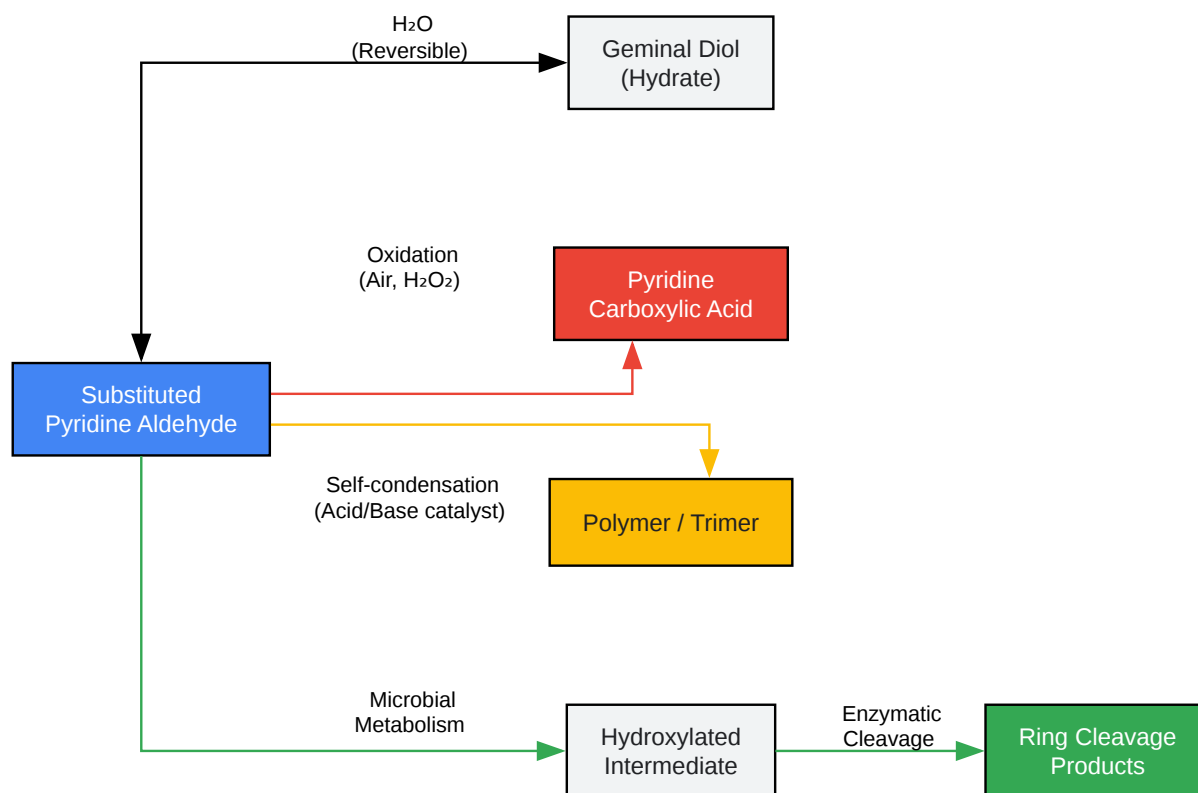 H₂O
(Reversible)
Geminal Diol
(Hydrate)
Oxidation
(Air, H₂O₂)
Pyridine
Carboxylic Acid
Substituted
Pyridine Aldehyde
Self-condensation
(Acid/Base catalyst)
Polymer / Trimer
Microbial
Metabolism
Hydroxylated
Intermediate
Enzymatic
Cleavage
Ring Cleavage
Products